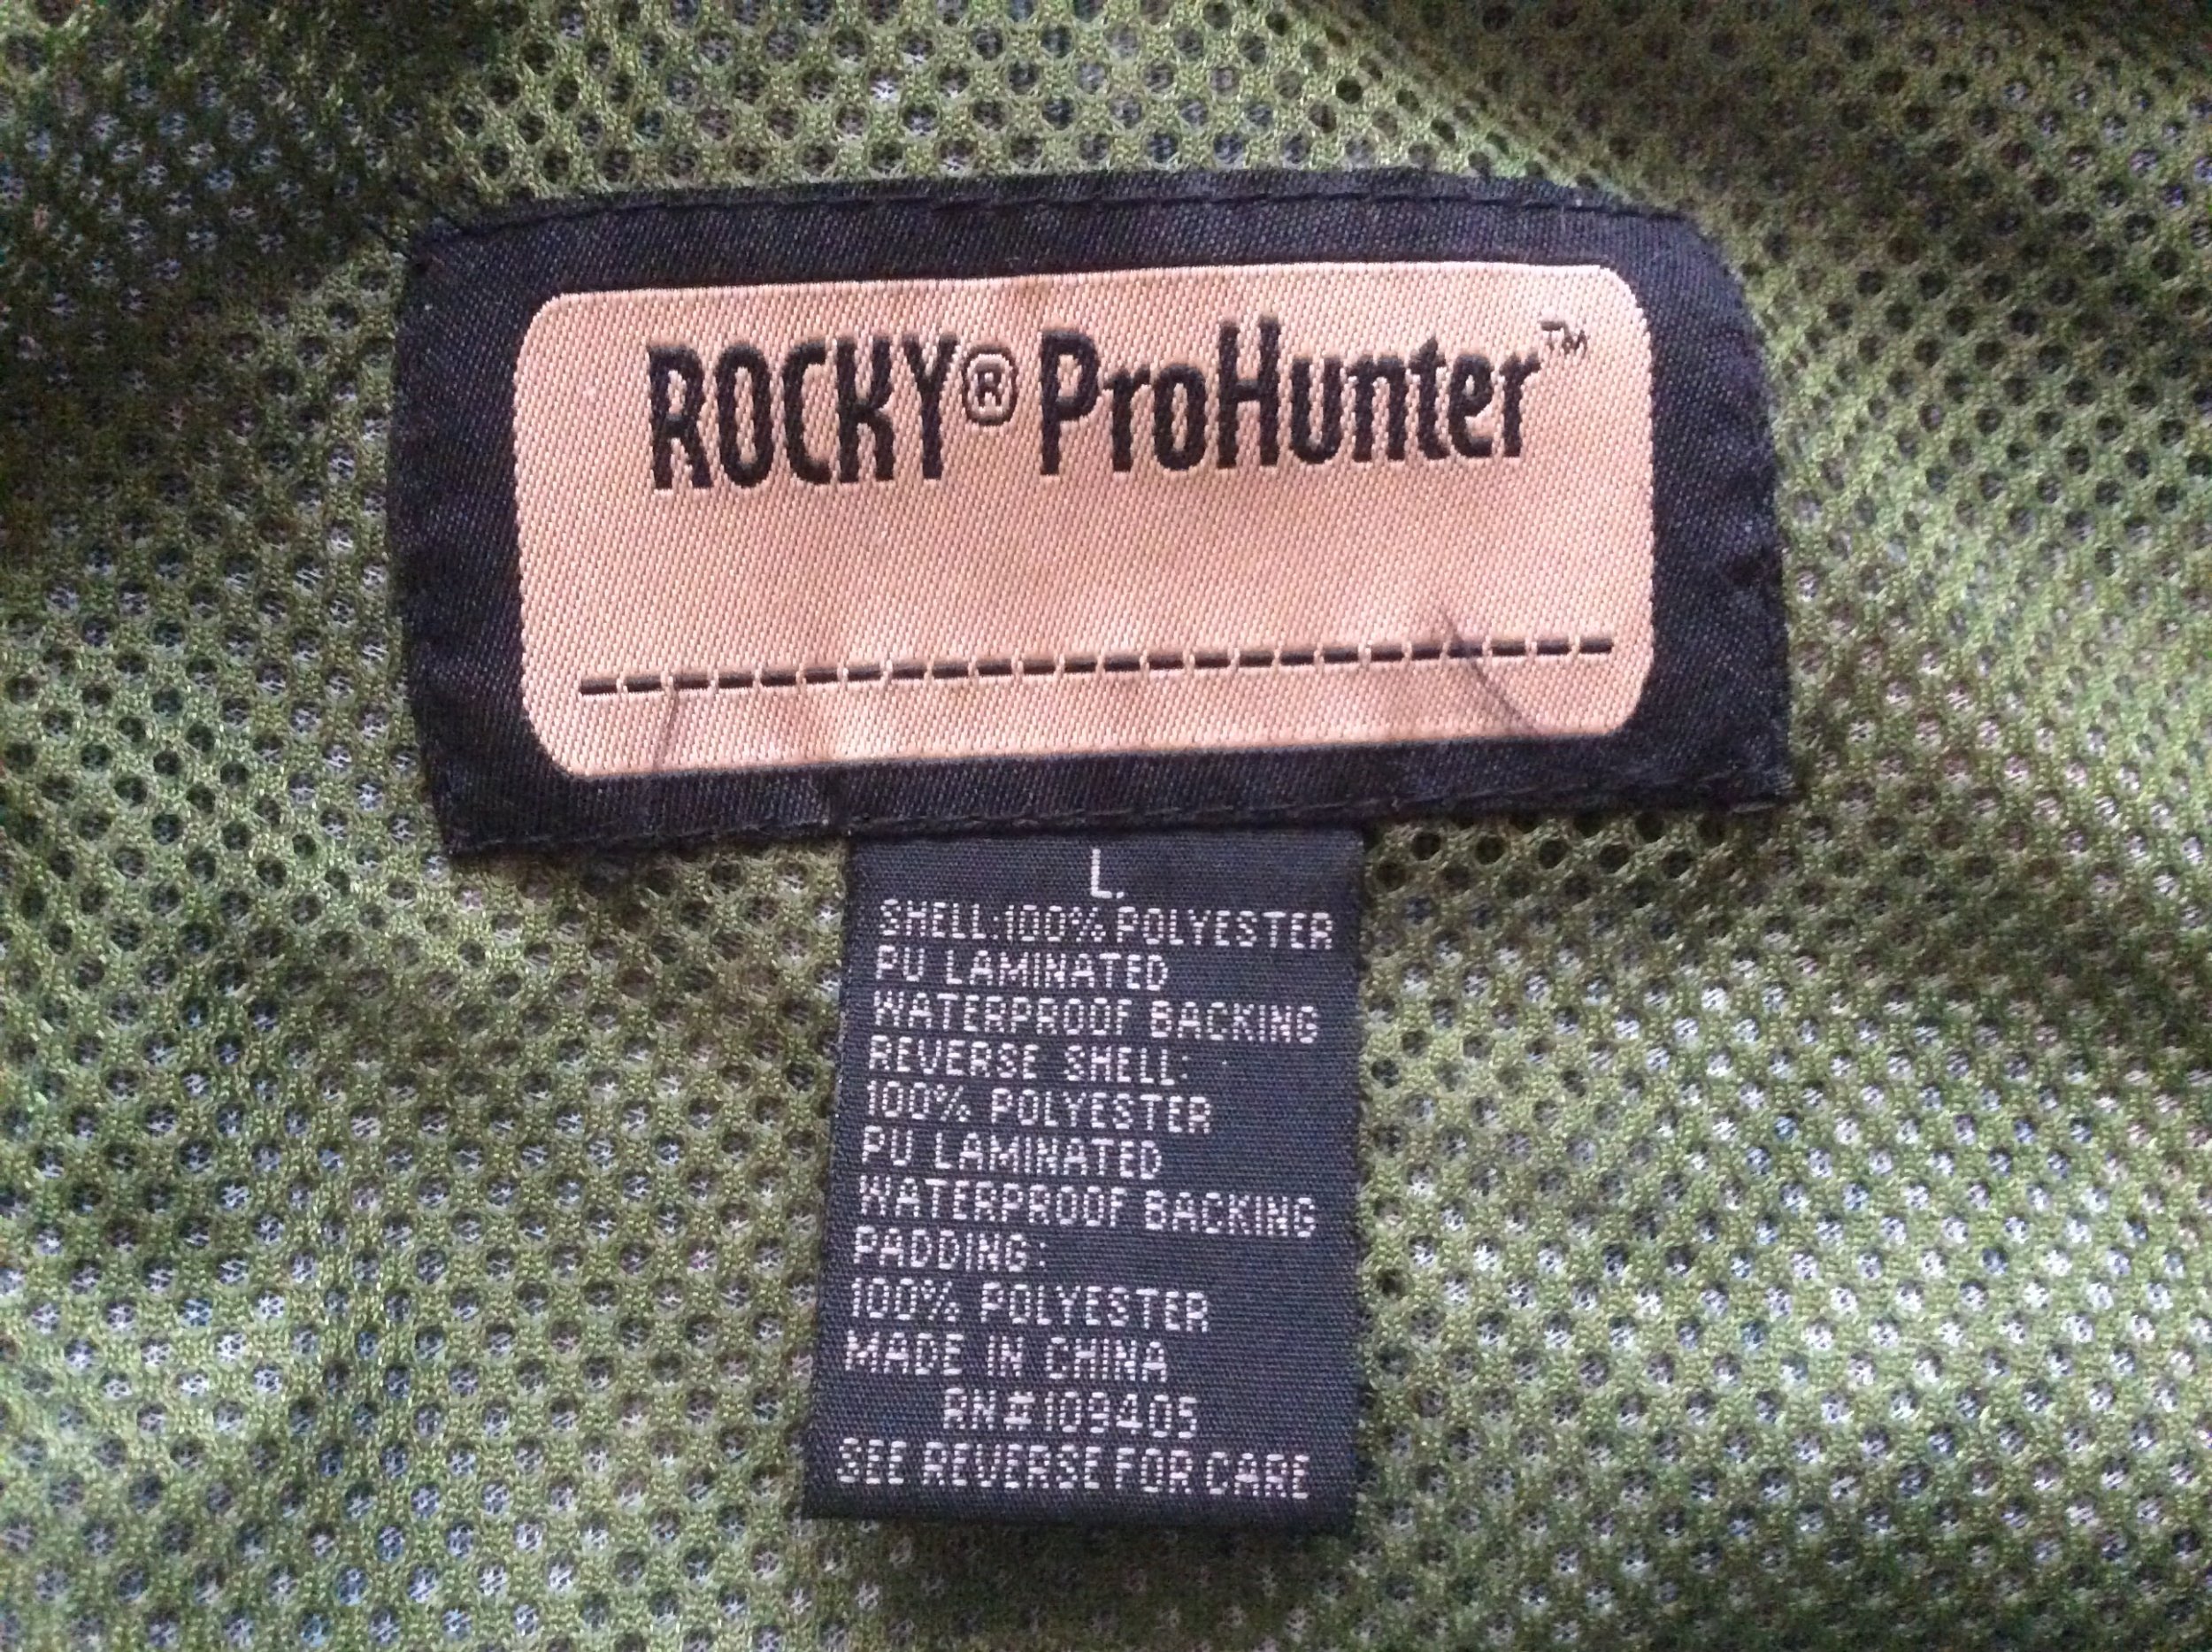 ROCKY® ProHunter™
L.
SHELL:100% POLYESTER
PU LAMINATED
WATERPROOF BACKING
REVERSE SHELL:
100% POLYESTER
PU LAMINATED
WATERPROOF BACKING
PADDING:
100% POLYESTER
MADE IN CHINA
RN#109405
SEE REVERSE FOR CARE